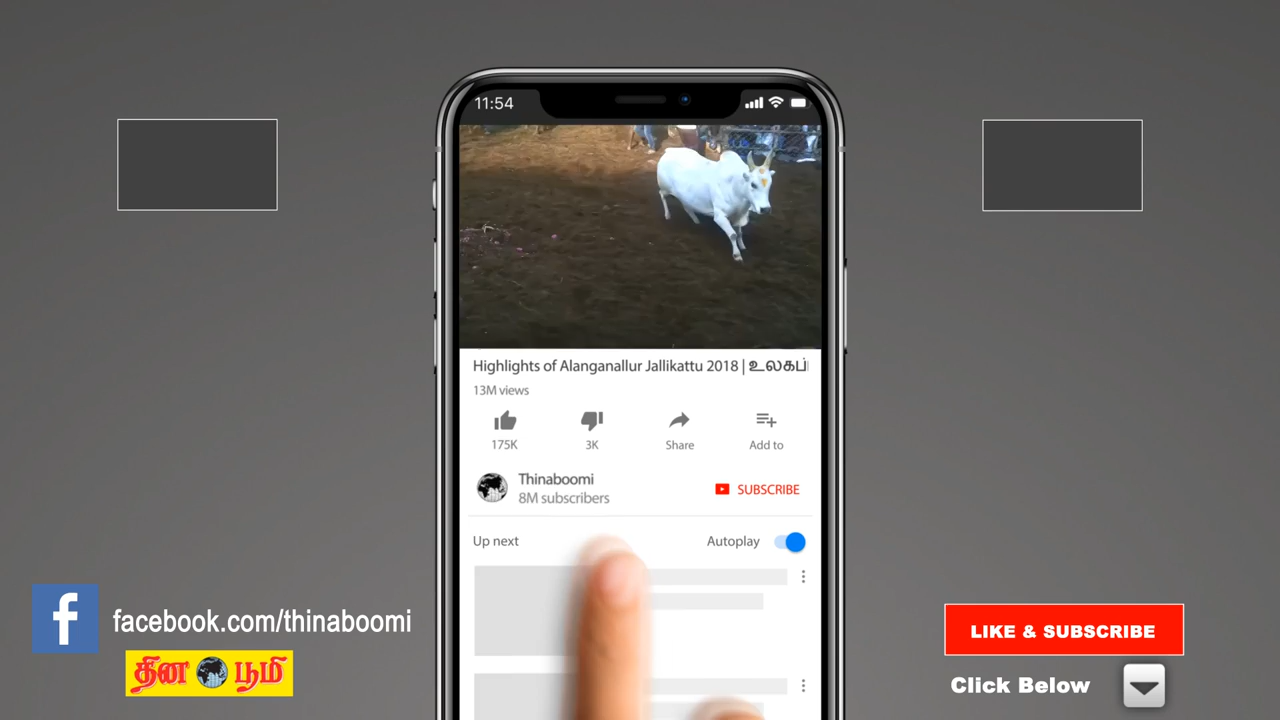 11:54
Highlights of Alanganallur Jallikattu 2018 | உலகப்
13M views
175K
3K
Share
Add to
Thinaboomi
8M subscribers
SUBSCRIBE
Up next
Autoplay
facebook.com/thinaboomi
தின பூமி
LIKE & SUBSCRIBE
Click Below